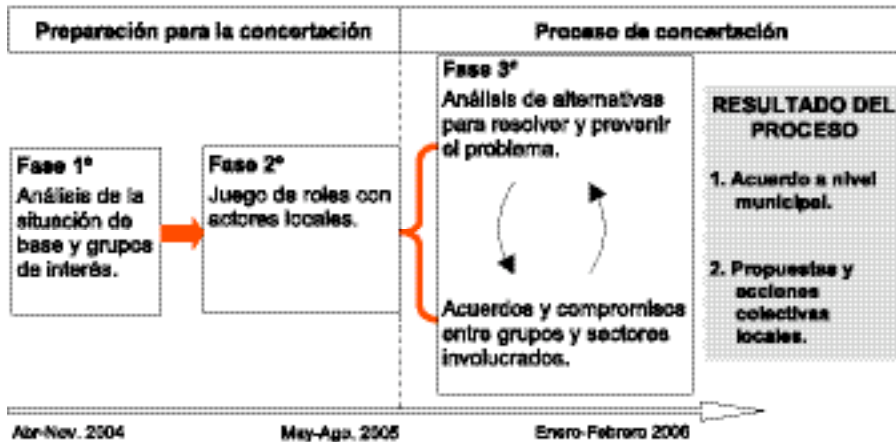 Preparación para la concertación
Proceso de concertación
Fase 1ª
Análisis de la
situación de
base y grupos
de interés.
Fase 2ª
Juego de roles con
actores locales.
Fase 3ª
Análisis de alternativas
para resolver y prevenir
el problema.
Acuerdos y compromisos
entre grupos y sectores
involucrados.
RESULTADO DEL
PROCESO
1. Acuerdo a nivel
municipal.
2. Propuestas y
acciones
colectivas
locales.
Abr-Nov. 2004
May-Ago. 2005
Enero-Febrero 2006